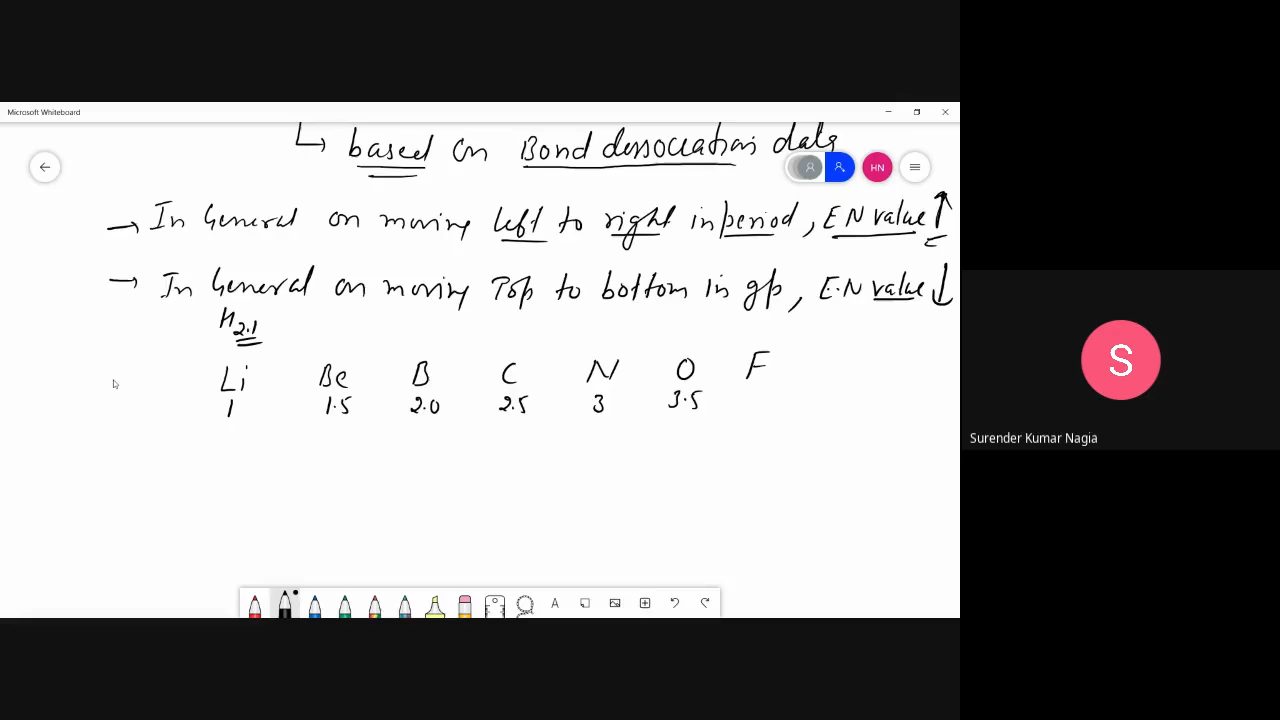 Microsoft Whiteboard
↳ based on Bond dessociation data
HN
→ In General on moving left to right in period, EN value ↑
→ In General on moving Top to bottom in gp, E.N value ↓
H 2.1
Li Be B C N O F
1 1.5 2.0 2.5 3 3.5
S
Surender Kumar Nagia
A